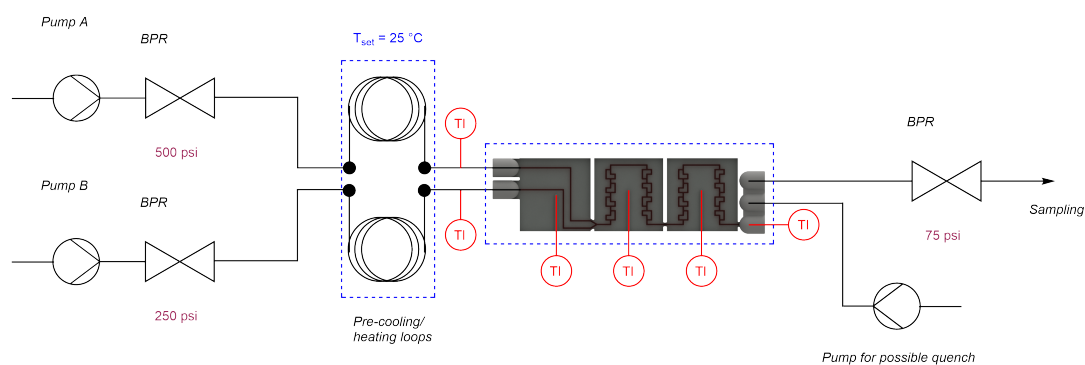 Pump A
BPR
T_set = 25 °C
500 psi
TI
Pump B
BPR
250 psi
TI
Pre-cooling/
heating loops
TI
TI
TI
TI
BPR
75 psi
Sampling
Pump for possible quench